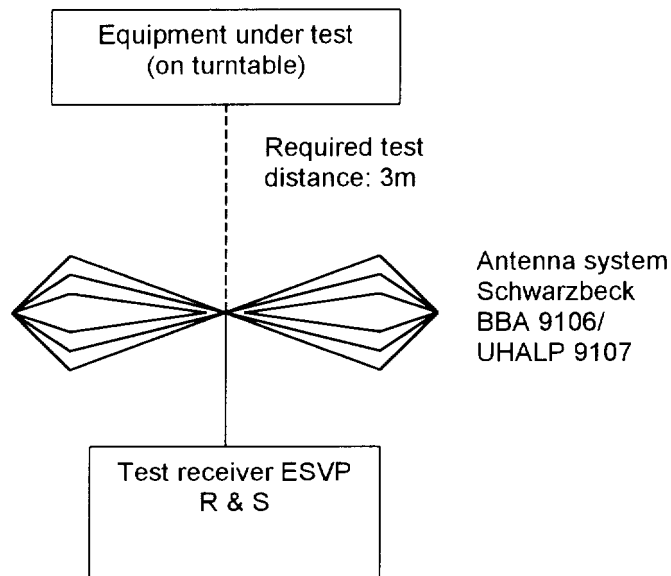 Equipment under test
(on turntable)
Required test
distance: 3m
Antenna system
Schwarzbeck
BBA 9106/
UHALP 9107
Test receiver ESVP
R & S